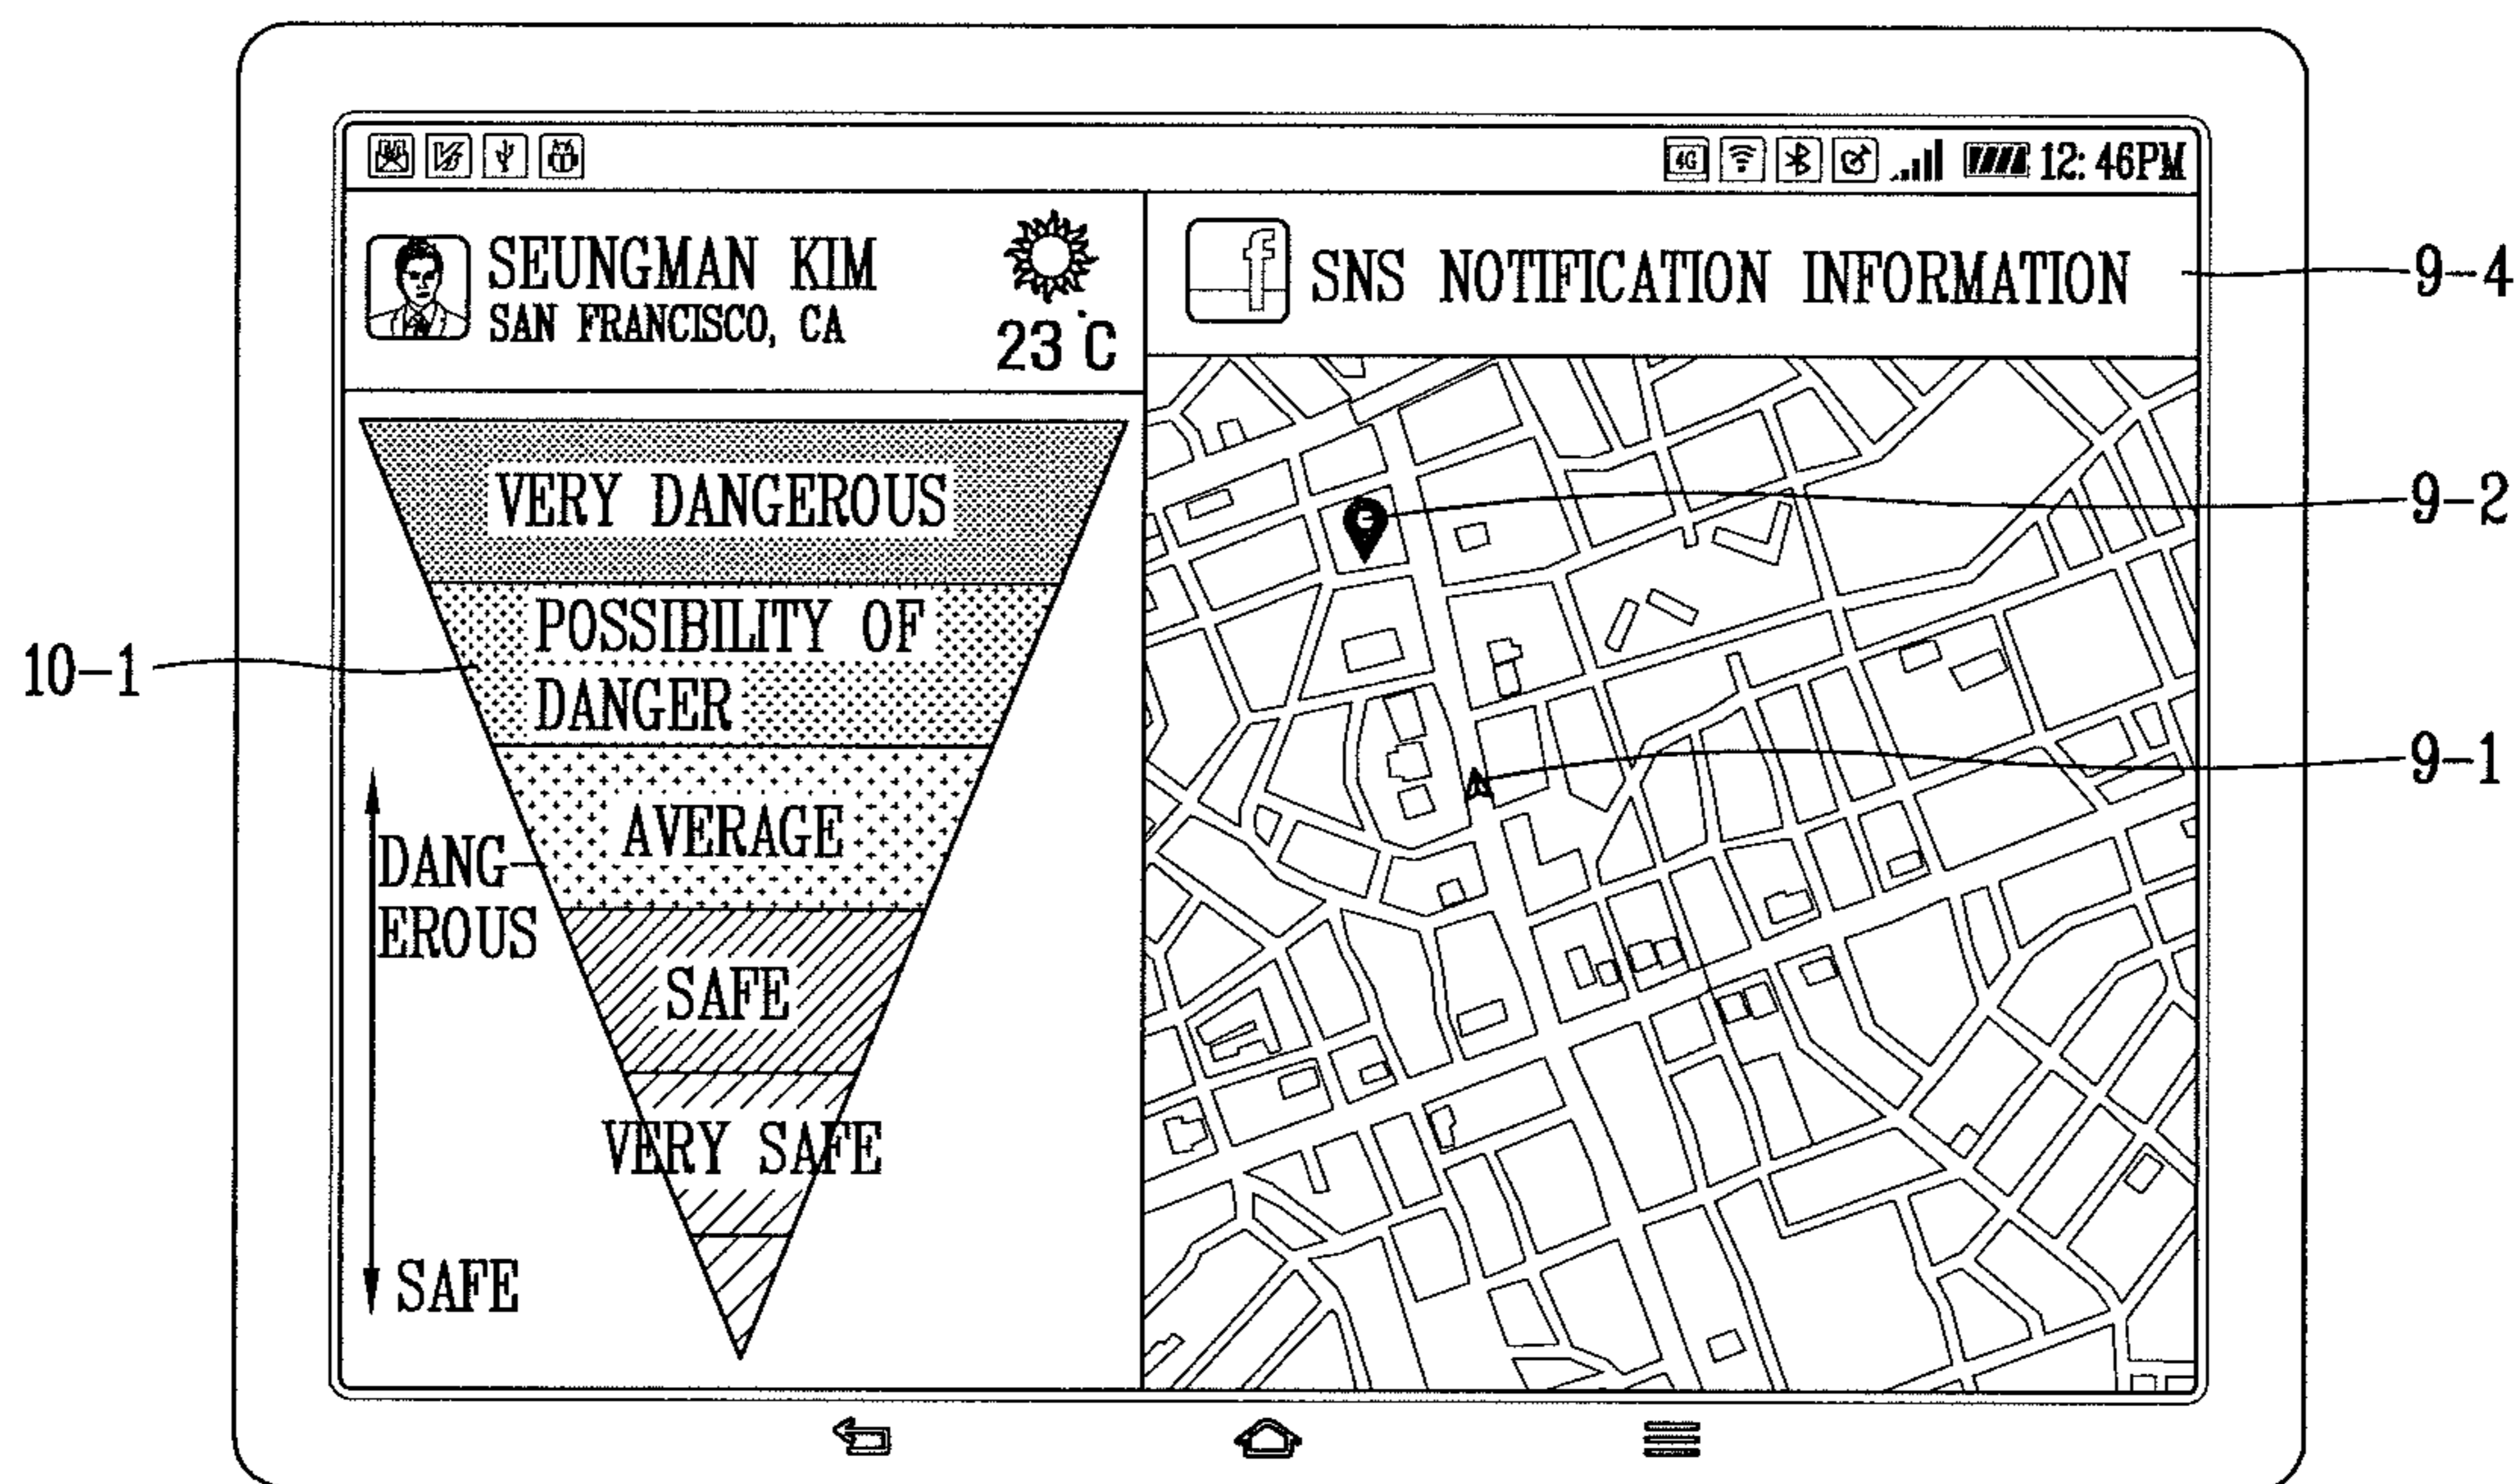 4G 12:46PM
SEUNGMAN KIM
SAN FRANCISCO, CA
23°C
f SNS NOTIFICATION INFORMATION
9-4
VERY DANGEROUS
9-2
POSSIBILITY OF
DANGER
10-1
9-1
AVERAGE
DANG-
EROUS
SAFE
VERY SAFE
SAFE